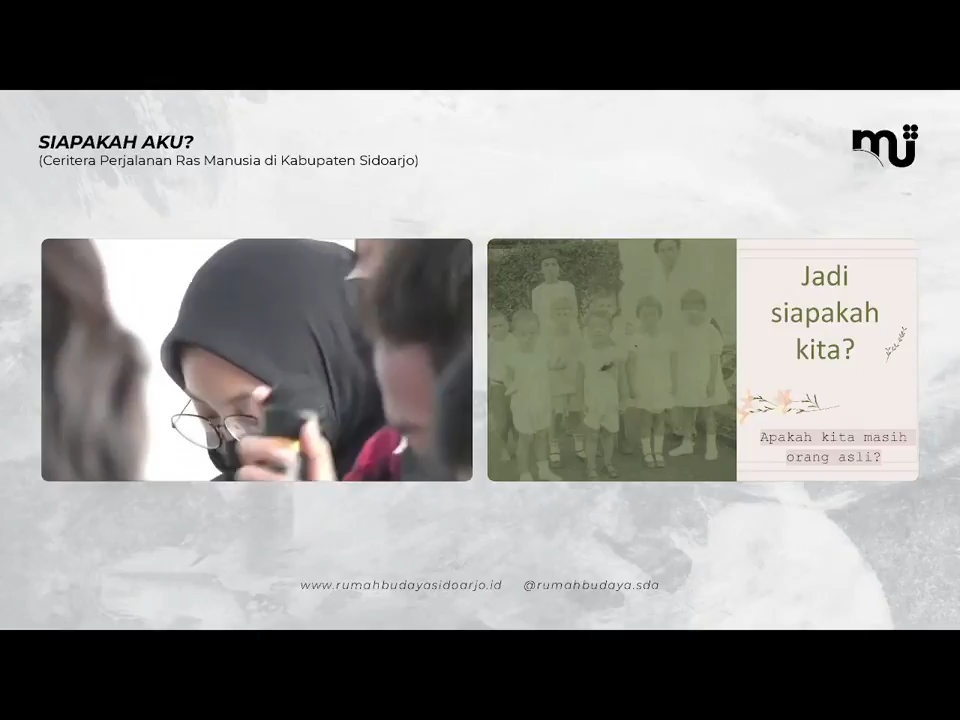 SIAPAKAH AKU?
(Ceritera Perjalanan Ras Manusia di Kabupaten Sidoarjo)
mu
Jadi
siapakah
kita?
Apakah kita masih
orang asli?
www.rumahbudayasidoarjo.id @rumahbudaya.sda